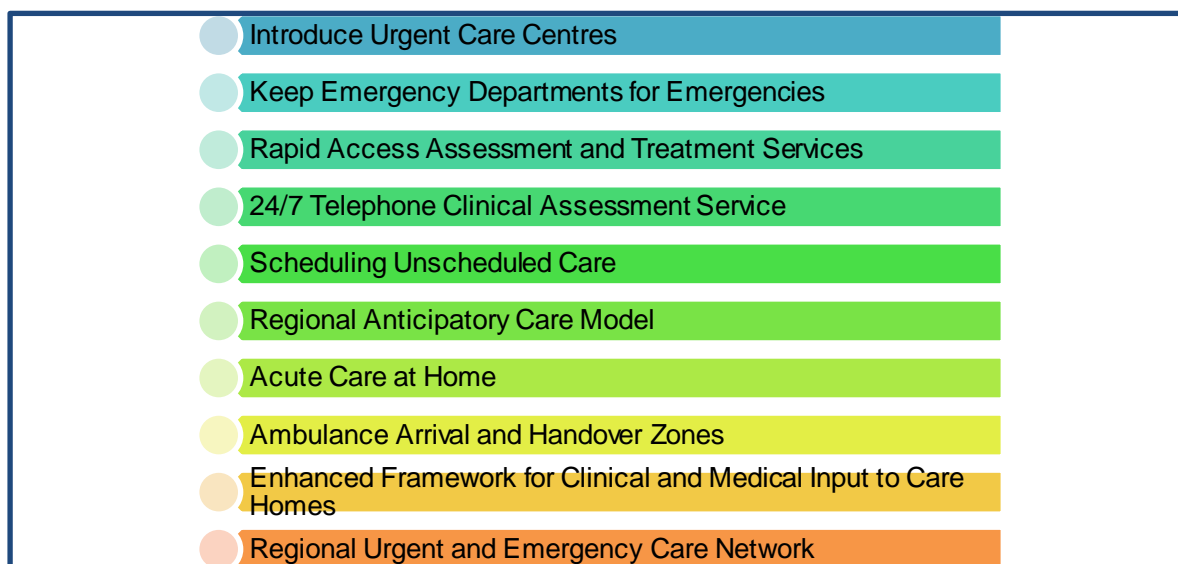 Introduce Urgent Care Centres
Keep Emergency Departments for Emergencies
Rapid Access Assessment and Treatment Services
24/7 Telephone Clinical Assessment Service
Scheduling Unscheduled Care
Regional Anticipatory Care Model
Acute Care at Home
Ambulance Arrival and Handover Zones
Enhanced Framework for Clinical and Medical Input to Care
Homes
Regional Urgent and Emergency Care Network